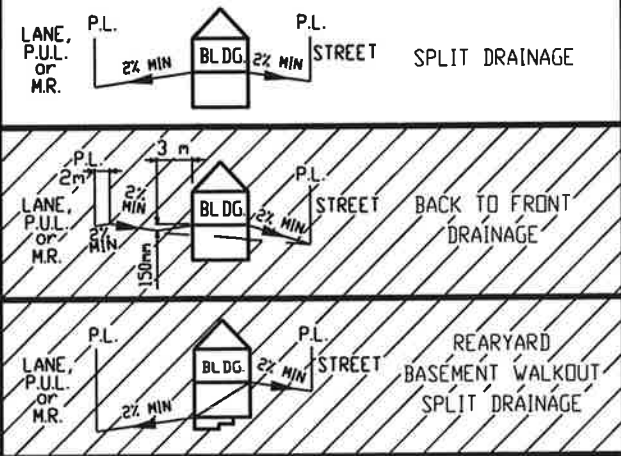 P.L.
P.L.
LANE,
P.U.L.
or
M.R.
2% MIN
BLDG.
2% MIN
STREET
SPLIT DRAINAGE
P.L.
2m
3 m
P.L.
LANE,
P.U.L.
or
M.R.
2%
MIN
2%
MIN
150mm
BLDG.
2% MIN
STREET
BACK TO FRONT
DRAINAGE
P.L.
P.L.
LANE,
P.U.L.
or
M.R.
2% MIN
BLDG.
2% MIN
STREET
REARYARD
BASEMENT WALKOUT
SPLIT DRAINAGE